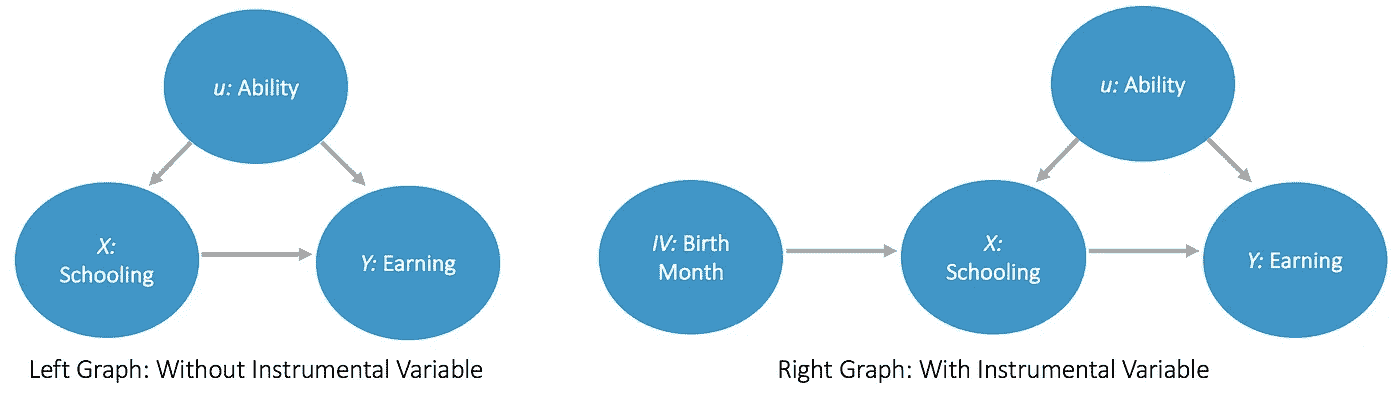 u: Ability
X:
Schooling
Y: Earning
Left Graph: Without Instrumental Variable
u: Ability
IV: Birth
Month
X:
Schooling
Y: Earning
Right Graph: With Instrumental Variable